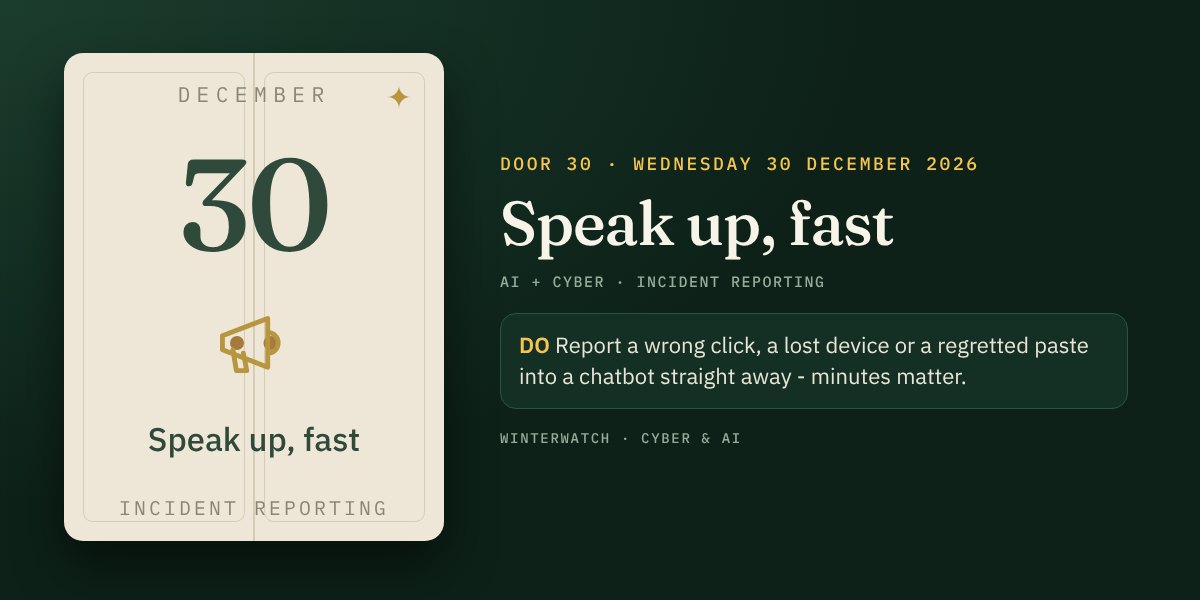 DECEMBER
30
Speak up, fast
INCIDENT REPORTING
DOOR 30 · WEDNESDAY 30 DECEMBER 2026
Speak up, fast
AI + CYBER · INCIDENT REPORTING
DO Report a wrong click, a lost device or a regretted paste
into a chatbot straight away - minutes matter.
WINTERWATCH · CYBER & AI